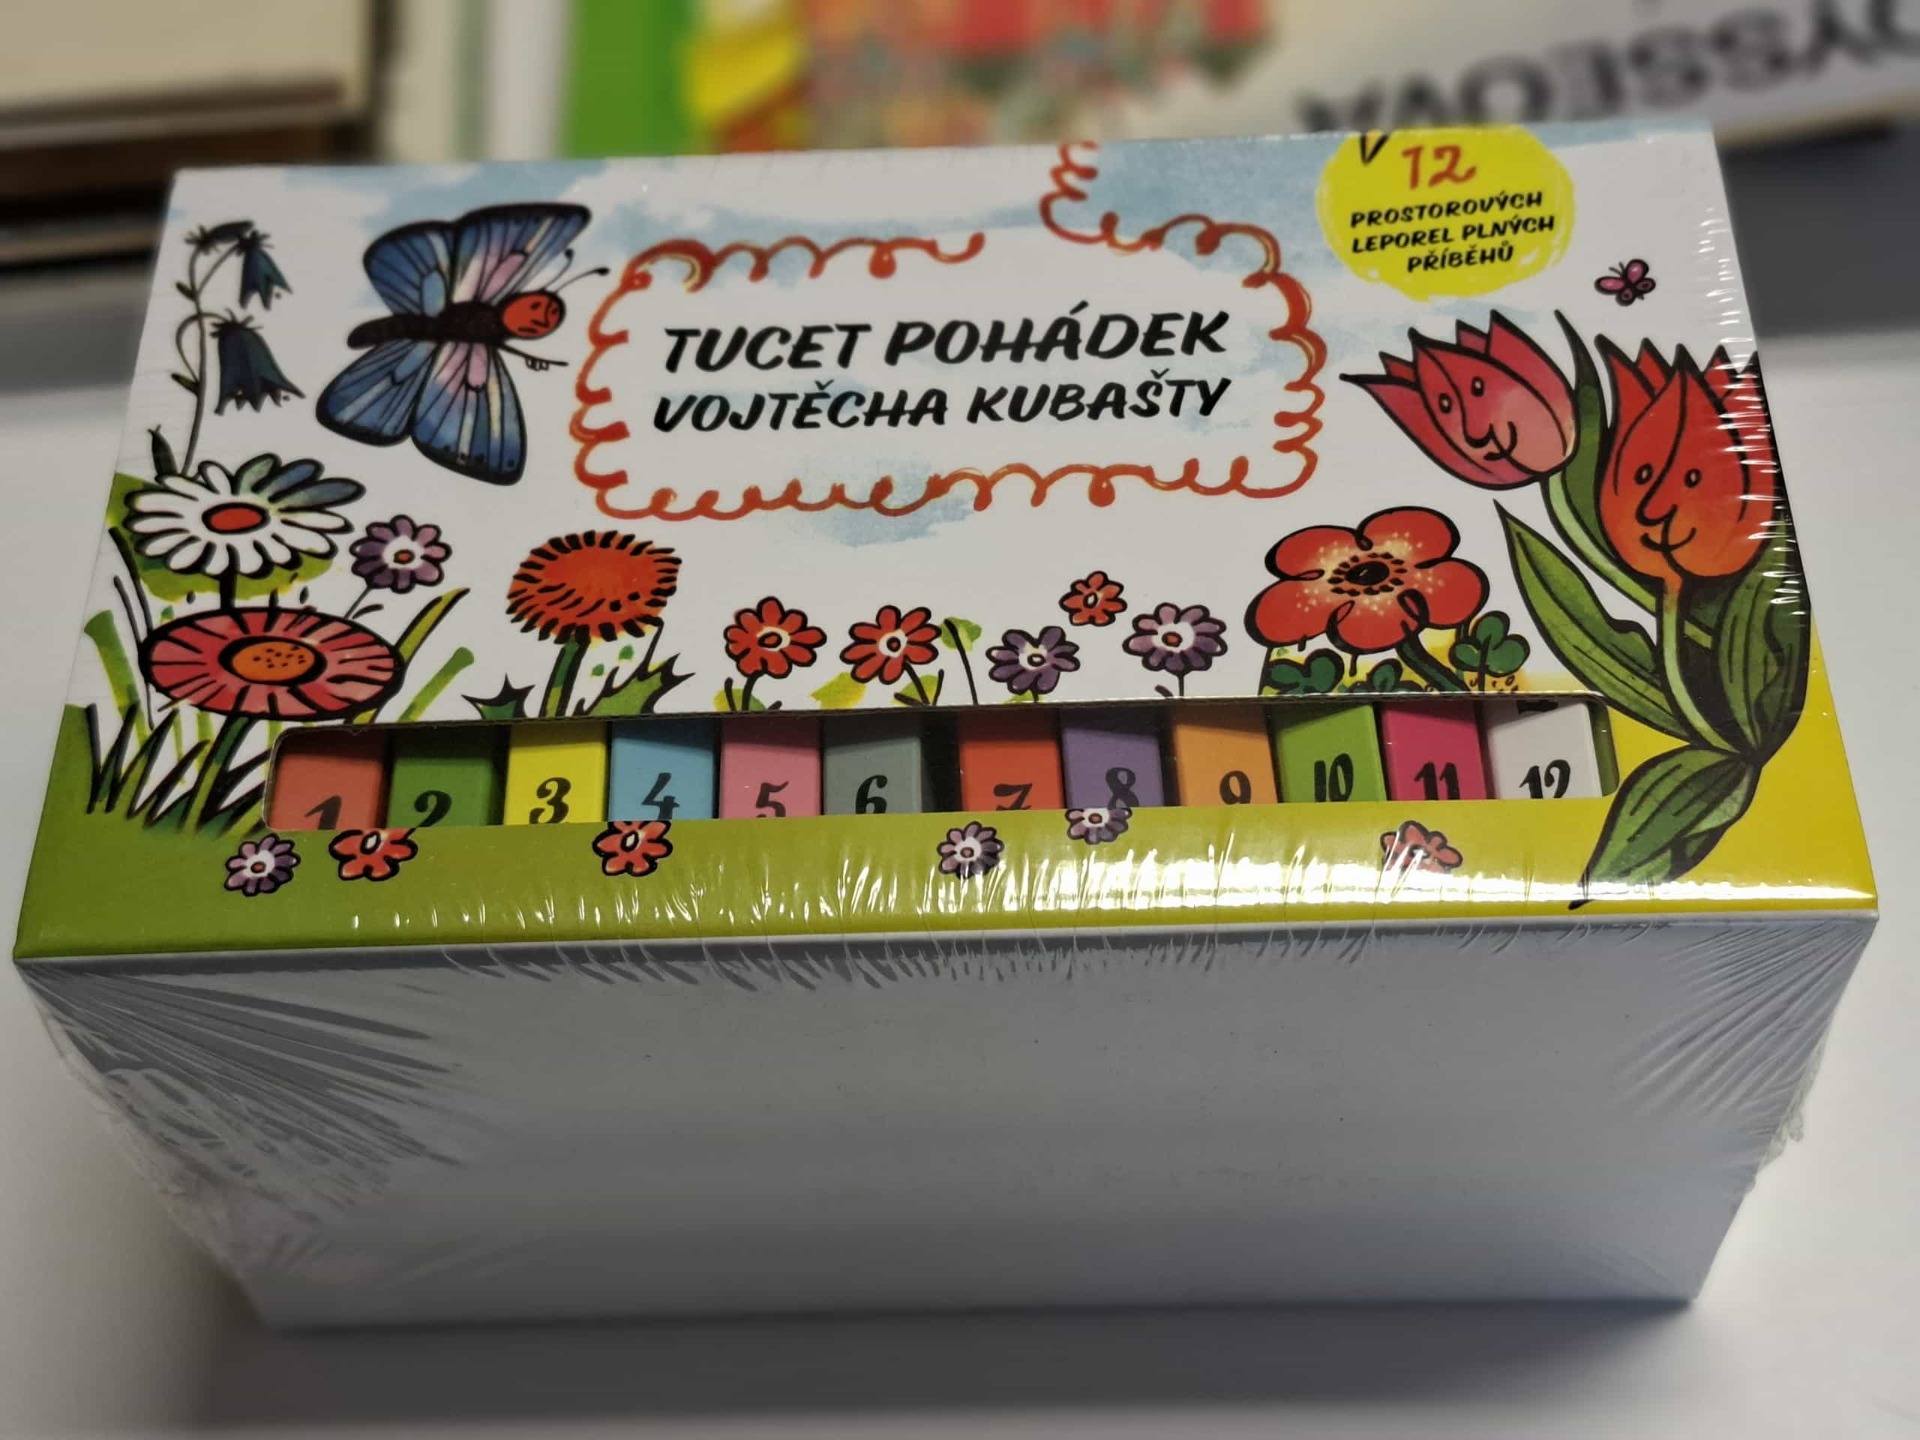 12
PROSTOROVÝCH
LEPOREL PLNÝCH
PŘÍBĚHŮ
TUCET POHÁDEK
VOJTĚCHA KUBAŠTY
1 2 3 4 5 6 7 8 9 10 11 12